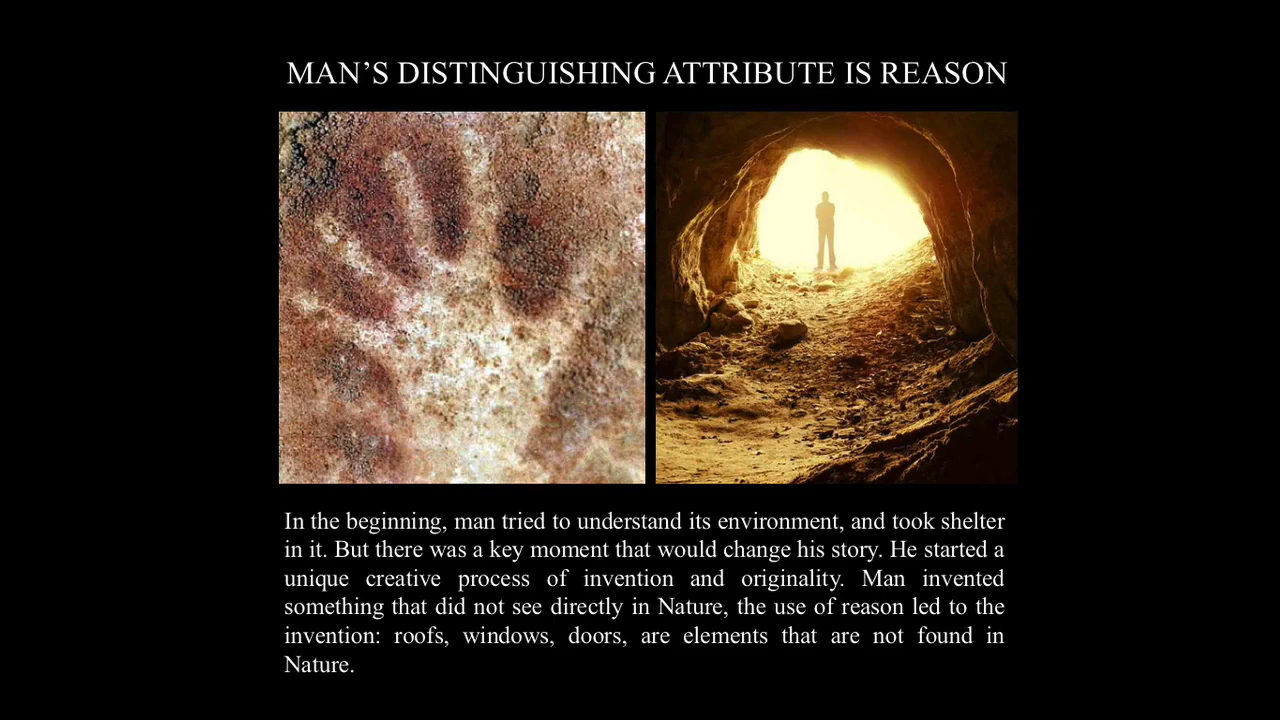 MAN’S DISTINGUISHING ATTRIBUTE IS REASON
In the beginning, man tried to understand its environment, and took shelter
in it. But there was a key moment that would change his story. He started a
unique creative process of invention and originality. Man invented
something that did not see directly in Nature, the use of reason led to the
invention: roofs, windows, doors, are elements that are not found in
Nature.